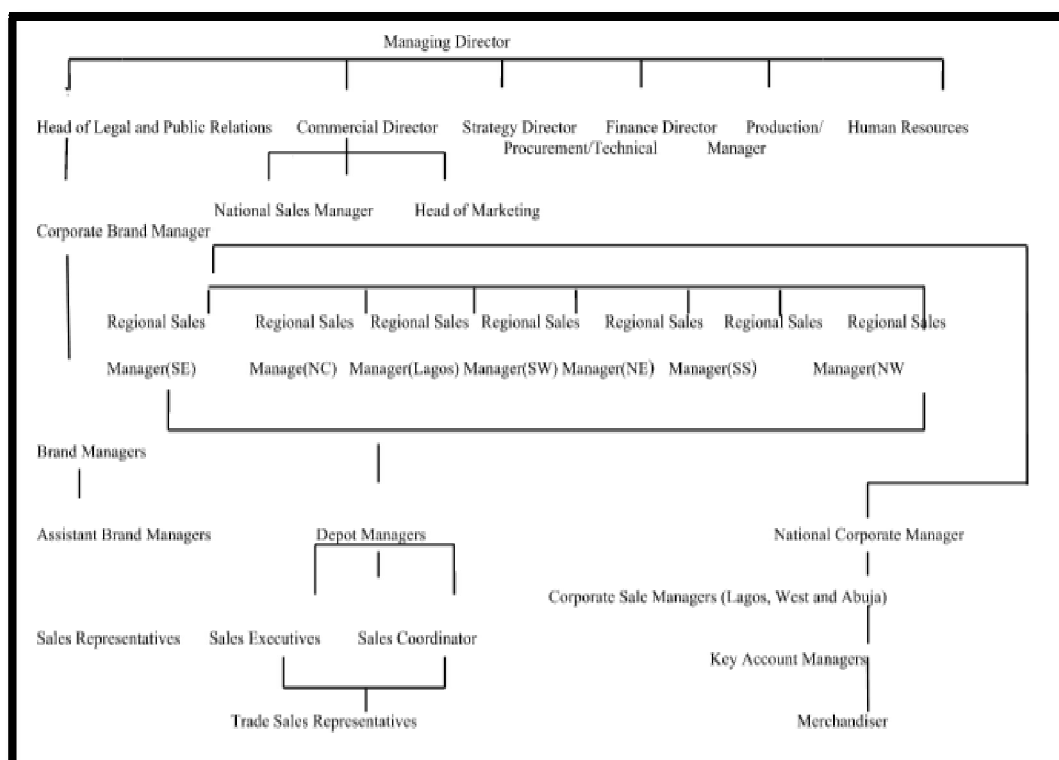 Managing Director
Head of Legal and Public Relations Commercial Director Strategy Director Finance Director Production/ Human Resources
Procurement/Technical Manager
National Sales Manager Head of Marketing
Corporate Brand Manager
Regional Sales Regional Sales Regional Sales Regional Sales Regional Sales Regional Sales Regional Sales
Manager(SE) Manage(NC) Manager(Lagos) Manager(SW) Manager(NE) Manager(SS) Manager(NW
Brand Managers
Assistant Brand Managers Depot Managers National Corporate Manager
Corporate Sale Managers (Lagos, West and Abuja)
Sales Representatives Sales Executives Sales Coordinator
Key Account Managers
Trade Sales Representatives Merchandiser